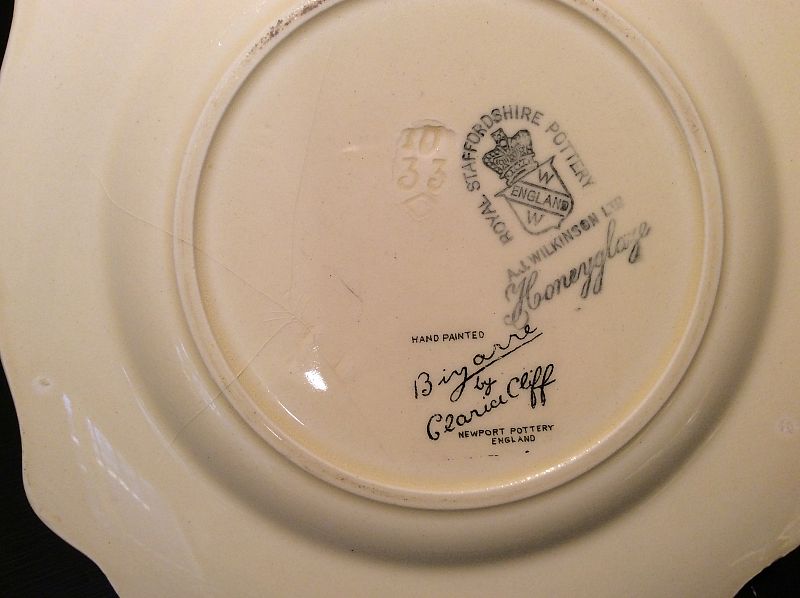 10
33
ROYAL STAFFORDSHIRE POTTERY
W
ENGLAND
W
A.J. WILKINSON LTD
Honeyglaze
HAND PAINTED
Bizarre
by
Clarice Cliff
NEWPORT POTTERY
ENGLAND